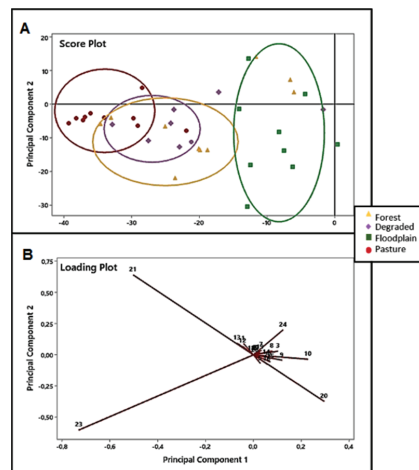 A
Score Plot
Principal Component 2
20
10
0
-10
-20
-30
-40
-30
-20
-10
0
Forest
Degraded
Floodplain
Pasture
B
Loading Plot
Principal Component 2
0,75
0,50
0,25
0,00
-0,25
-0,50
21
24
8
3
9
10
20
23
-0,8
-0,6
-0,4
-0,2
0,0
0,2
0,4
Principal Component 1